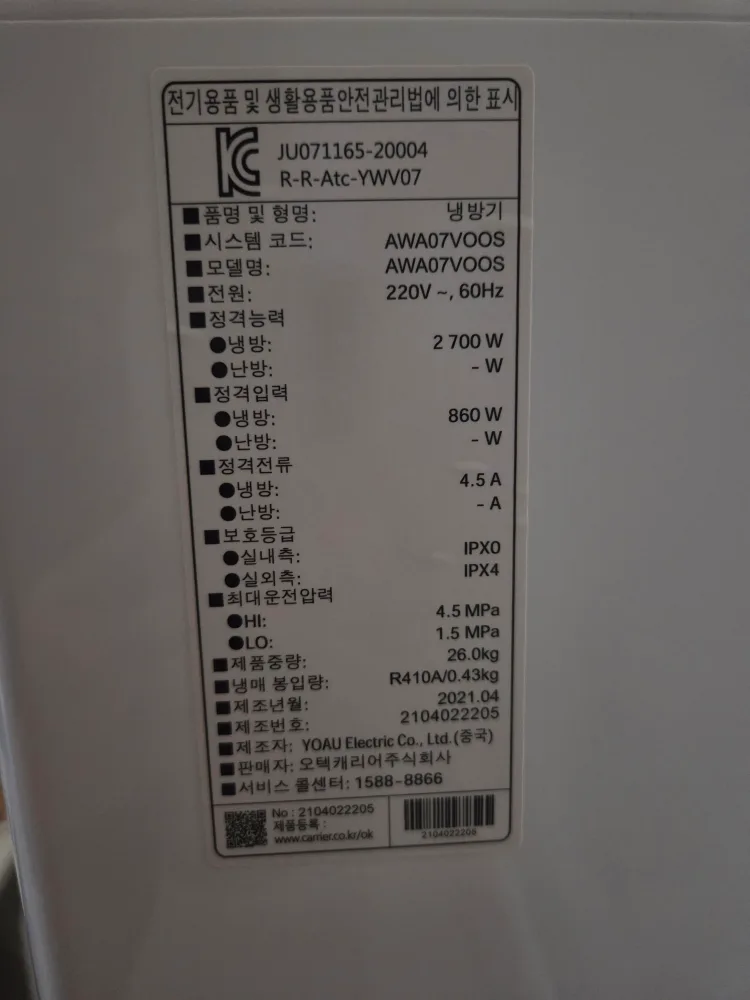 전기용품 및 생활용품안전관리법에 의한 표시
JU071165-20004
R-R-Atc-YWV07
■품명 및 형명: 냉방기
■시스템 코드: AWA07VOOS
■모델명: AWA07VOOS
■전원: 220V ~, 60Hz
■정격능력
●냉방: 2 700 W
●난방: - W
■정격입력
●냉방: 860 W
●난방: - W
■정격전류
●냉방: 4.5 A
●난방: - A
■보호등급
●실내측: IPX0
●실외측: IPX4
■최대운전압력
●HI: 4.5 MPa
●LO: 1.5 MPa
■제품중량: 26.0kg
■냉매 봉입량: R410A/0.43kg
■제조년월: 2021.04
■제조번호: 2104022205
■제조자: YOAU Electric Co., Ltd.(중국)
■판매자: 오텍캐리어주식회사
■서비스 콜센터: 1588-8866
No : 2104022205
제품등록 :
www.carrier.co.kr/ok
2104022205